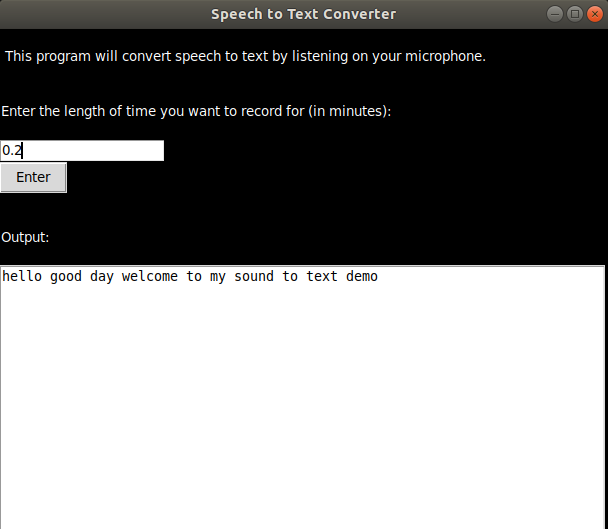 Speech to Text Converter
This program will convert speech to text by listening on your microphone.
Enter the length of time you want to record for (in minutes):
0.2
Enter
Output:
hello good day welcome to my sound to text demo